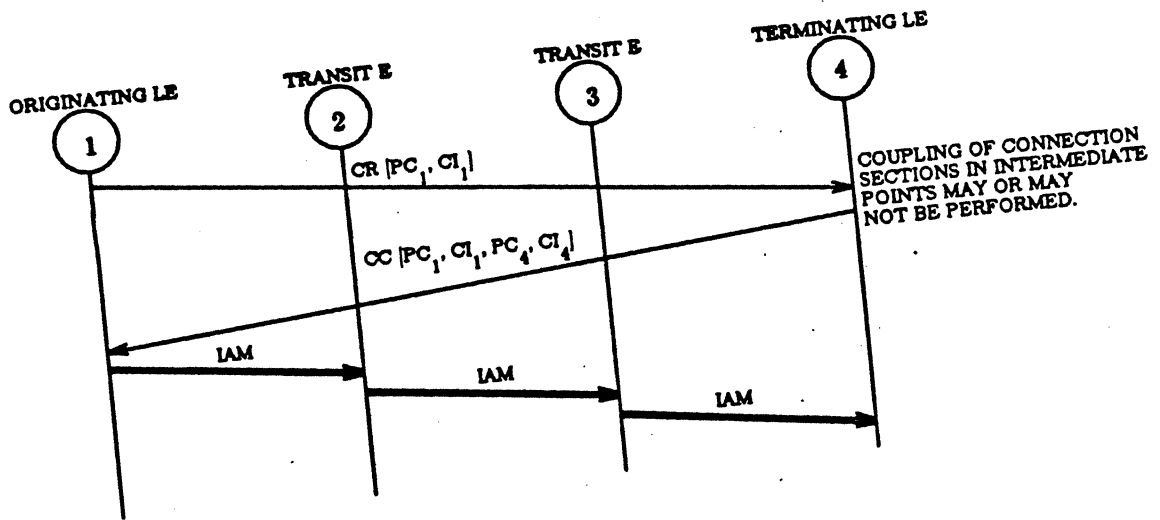 ORIGINATING LE
TRANSIT E
TRANSIT E
TERMINATING LE
1
2
3
4
CR [PC1, CI1]
COUPLING OF CONNECTION
SECTIONS IN INTERMEDIATE
POINTS MAY OR MAY
NOT BE PERFORMED.
CC [PC1, CI1, PC4, CI4]
IAM
IAM
IAM